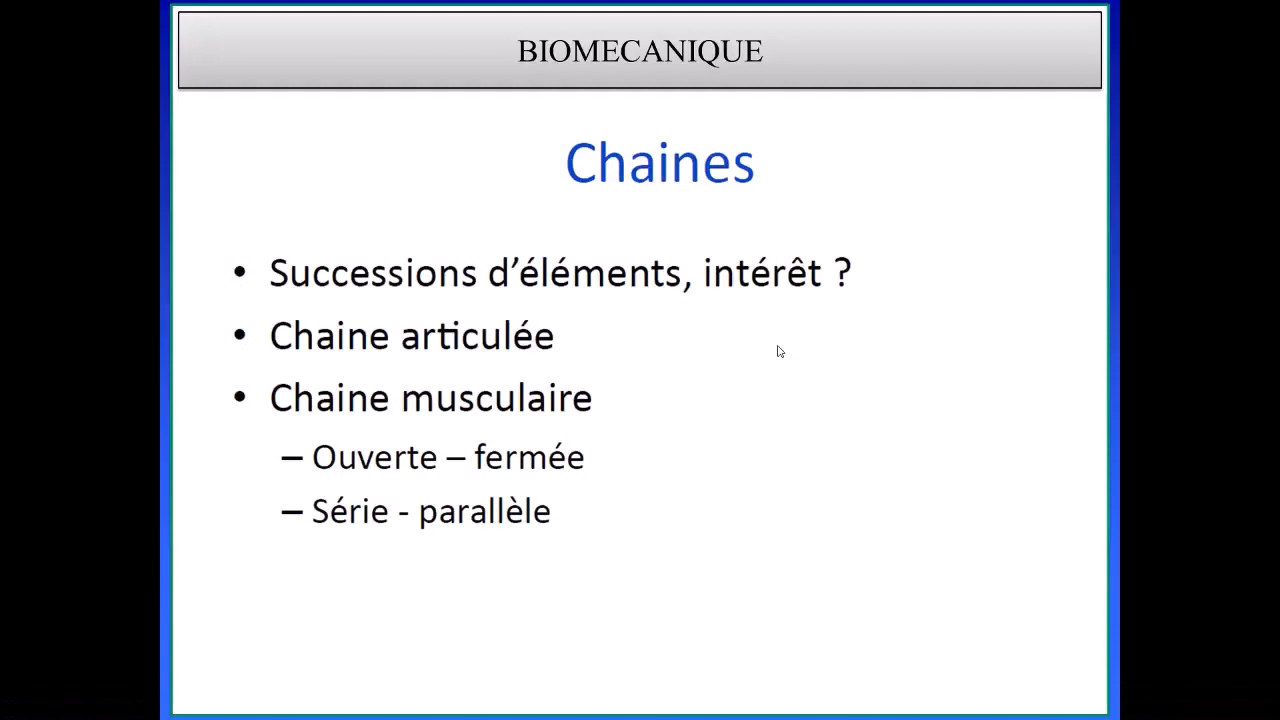 BIOMECANIQUE
Chaines
• Successions d’éléments, intérêt ?
• Chaine articulée
• Chaine musculaire
– Ouverte – fermée
– Série - parallèle